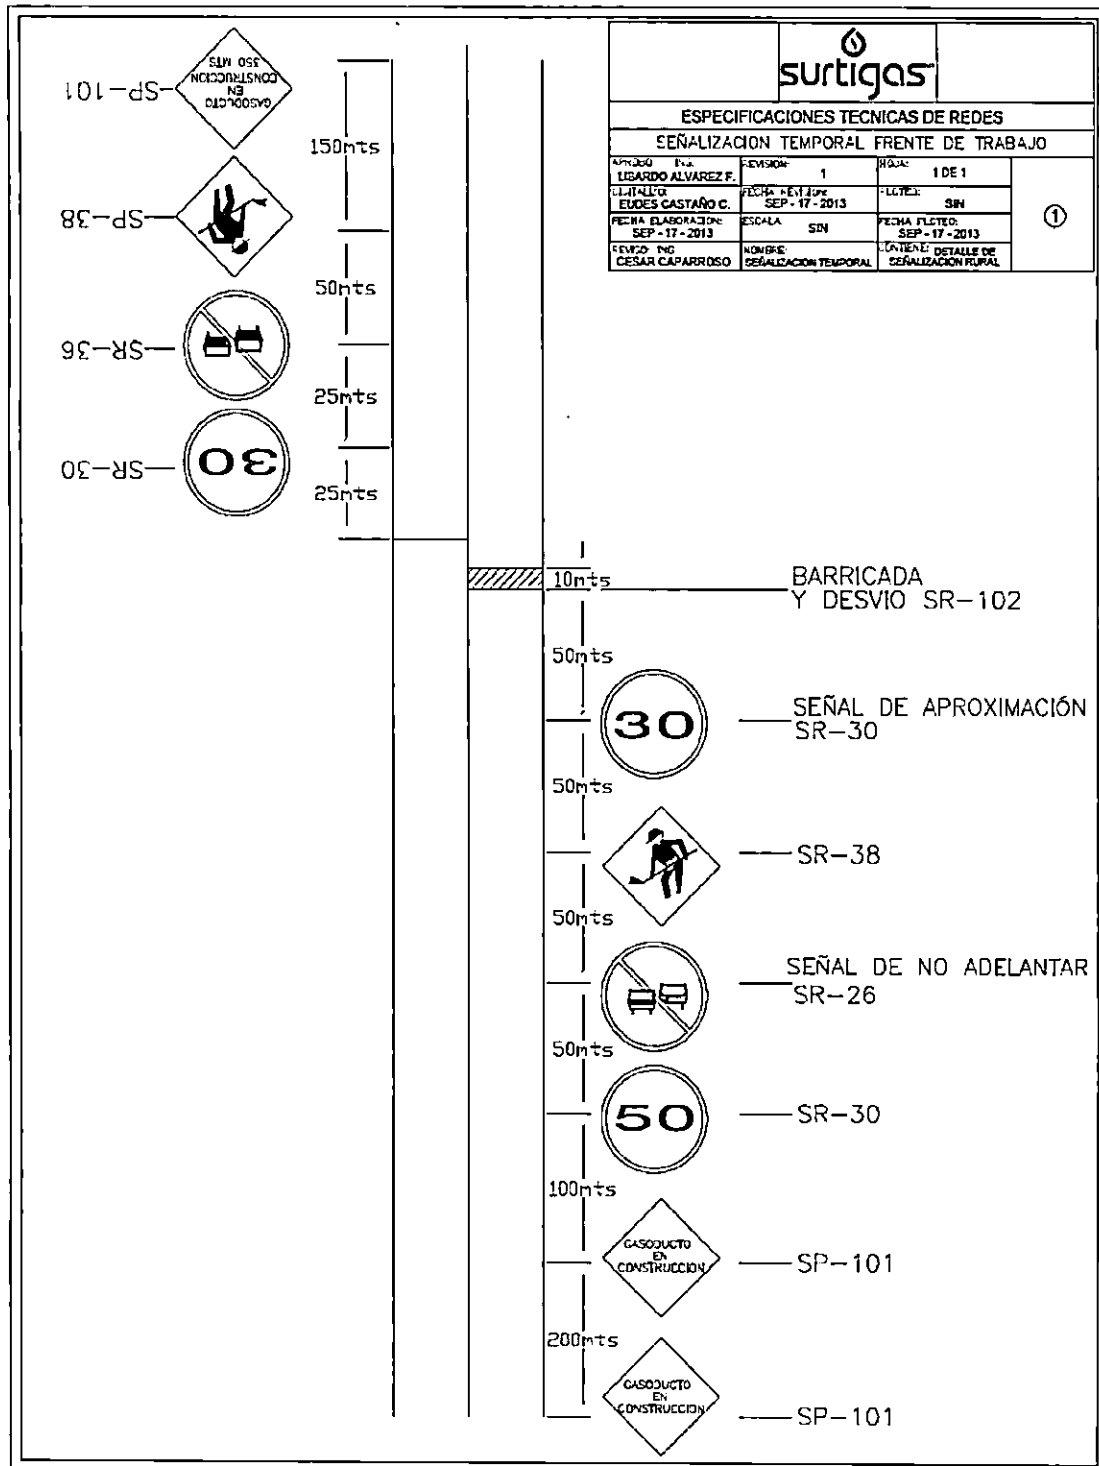 surtigas
ESPECIFICACIONES TECNICAS DE REDES
SEÑALIZACION TEMPORAL FRENTE DE TRABAJO
LIBARDO ALVAREZ F.
REVISION: 1
HOJA: 1 DE 1
EUDES CASTAÑO C.
SEP - 17 - 2013
SIN
FECHA ELABORACION: SEP - 17 - 2013
ESCALA SIN
SEP - 17 - 2013
CESAR CAPARROSO
NOMBRE: SEÑALIZACION TEMPORAL
DETALLE DE SEÑALIZACION RURAL
1
SP-101
GASODUCTO
EN
CONSTRUCCION
350 MTS
150mts
SP-38
50mts
SR-36
25mts
SR-30
30
25mts
10mts
BARRICADA
Y DESVIO SR-102
50mts
30
SEÑAL DE APROXIMACIÓN
SR-30
50mts
SR-38
50mts
SEÑAL DE NO ADELANTAR
SR-26
50mts
50
SR-30
100mts
GASODUCTO
EN
CONSTRUCCION
SP-101
200mts
GASODUCTO
EN
CONSTRUCCION
SP-101